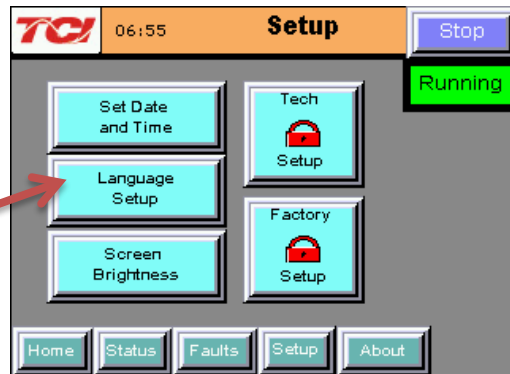 TCI 06:55 Setup Stop
Running
Set Date
and Time
Tech
Setup
Language
Setup
Factory
Setup
Screen
Brightness
Home Status Faults Setup About